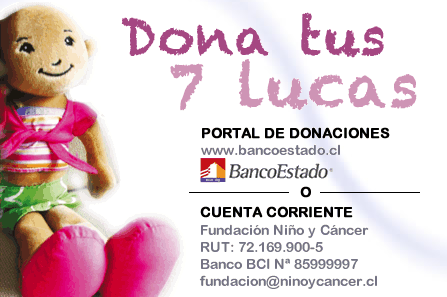 Dona tus
7 lucas
PORTAL DE DONACIONES
www.bancoestado.cl
BancoEstado®
O
CUENTA CORRIENTE
Fundación Niño y Cáncer
RUT: 72.169.900-5
Banco BCI Nª 85999997
fundacion@ninoycancer.cl